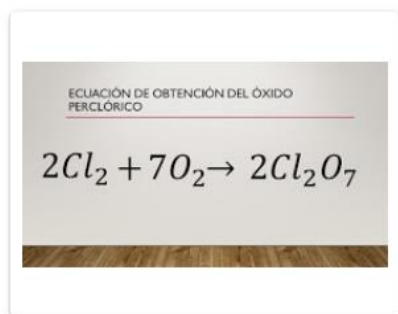 ECUACIÓN DE OBTENCIÓN DEL ÓXIDO
PERCLÓRICO
2Cl₂ + 7O₂→ 2Cl₂O₇